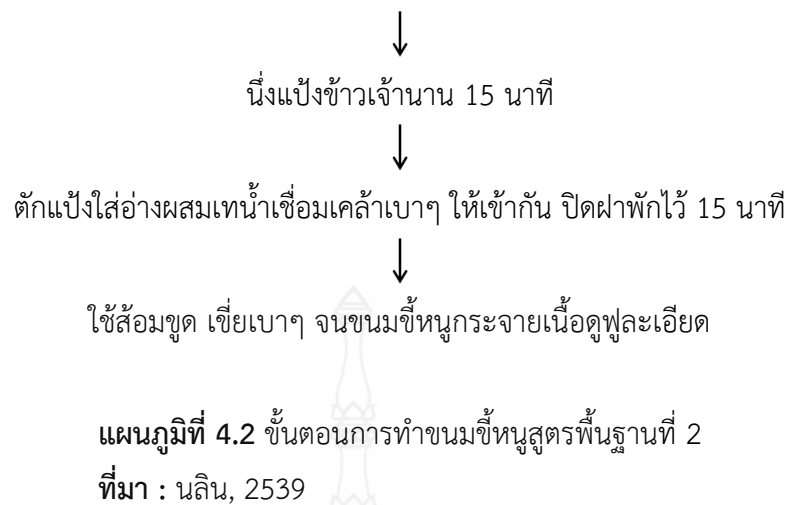 นึ่งแป้งข้าวเจ้านาน 15 นาที
ตักแป้งใส่อ่างผสมเทน้ำเชื่อมเคล้าเบาๆ ให้เข้ากัน ปิดฝาพักไว้ 15 นาที
ใช้ส้อมขูด เขี่ยเบาๆ จนขนมขี้หนูกระจายเนื้อดูฟูละเอียด
แผนภูมิที่ 4.2 ขั้นตอนการทำขนมขี้หนูสูตรพื้นฐานที่ 2
ที่มา : นลิน, 2539